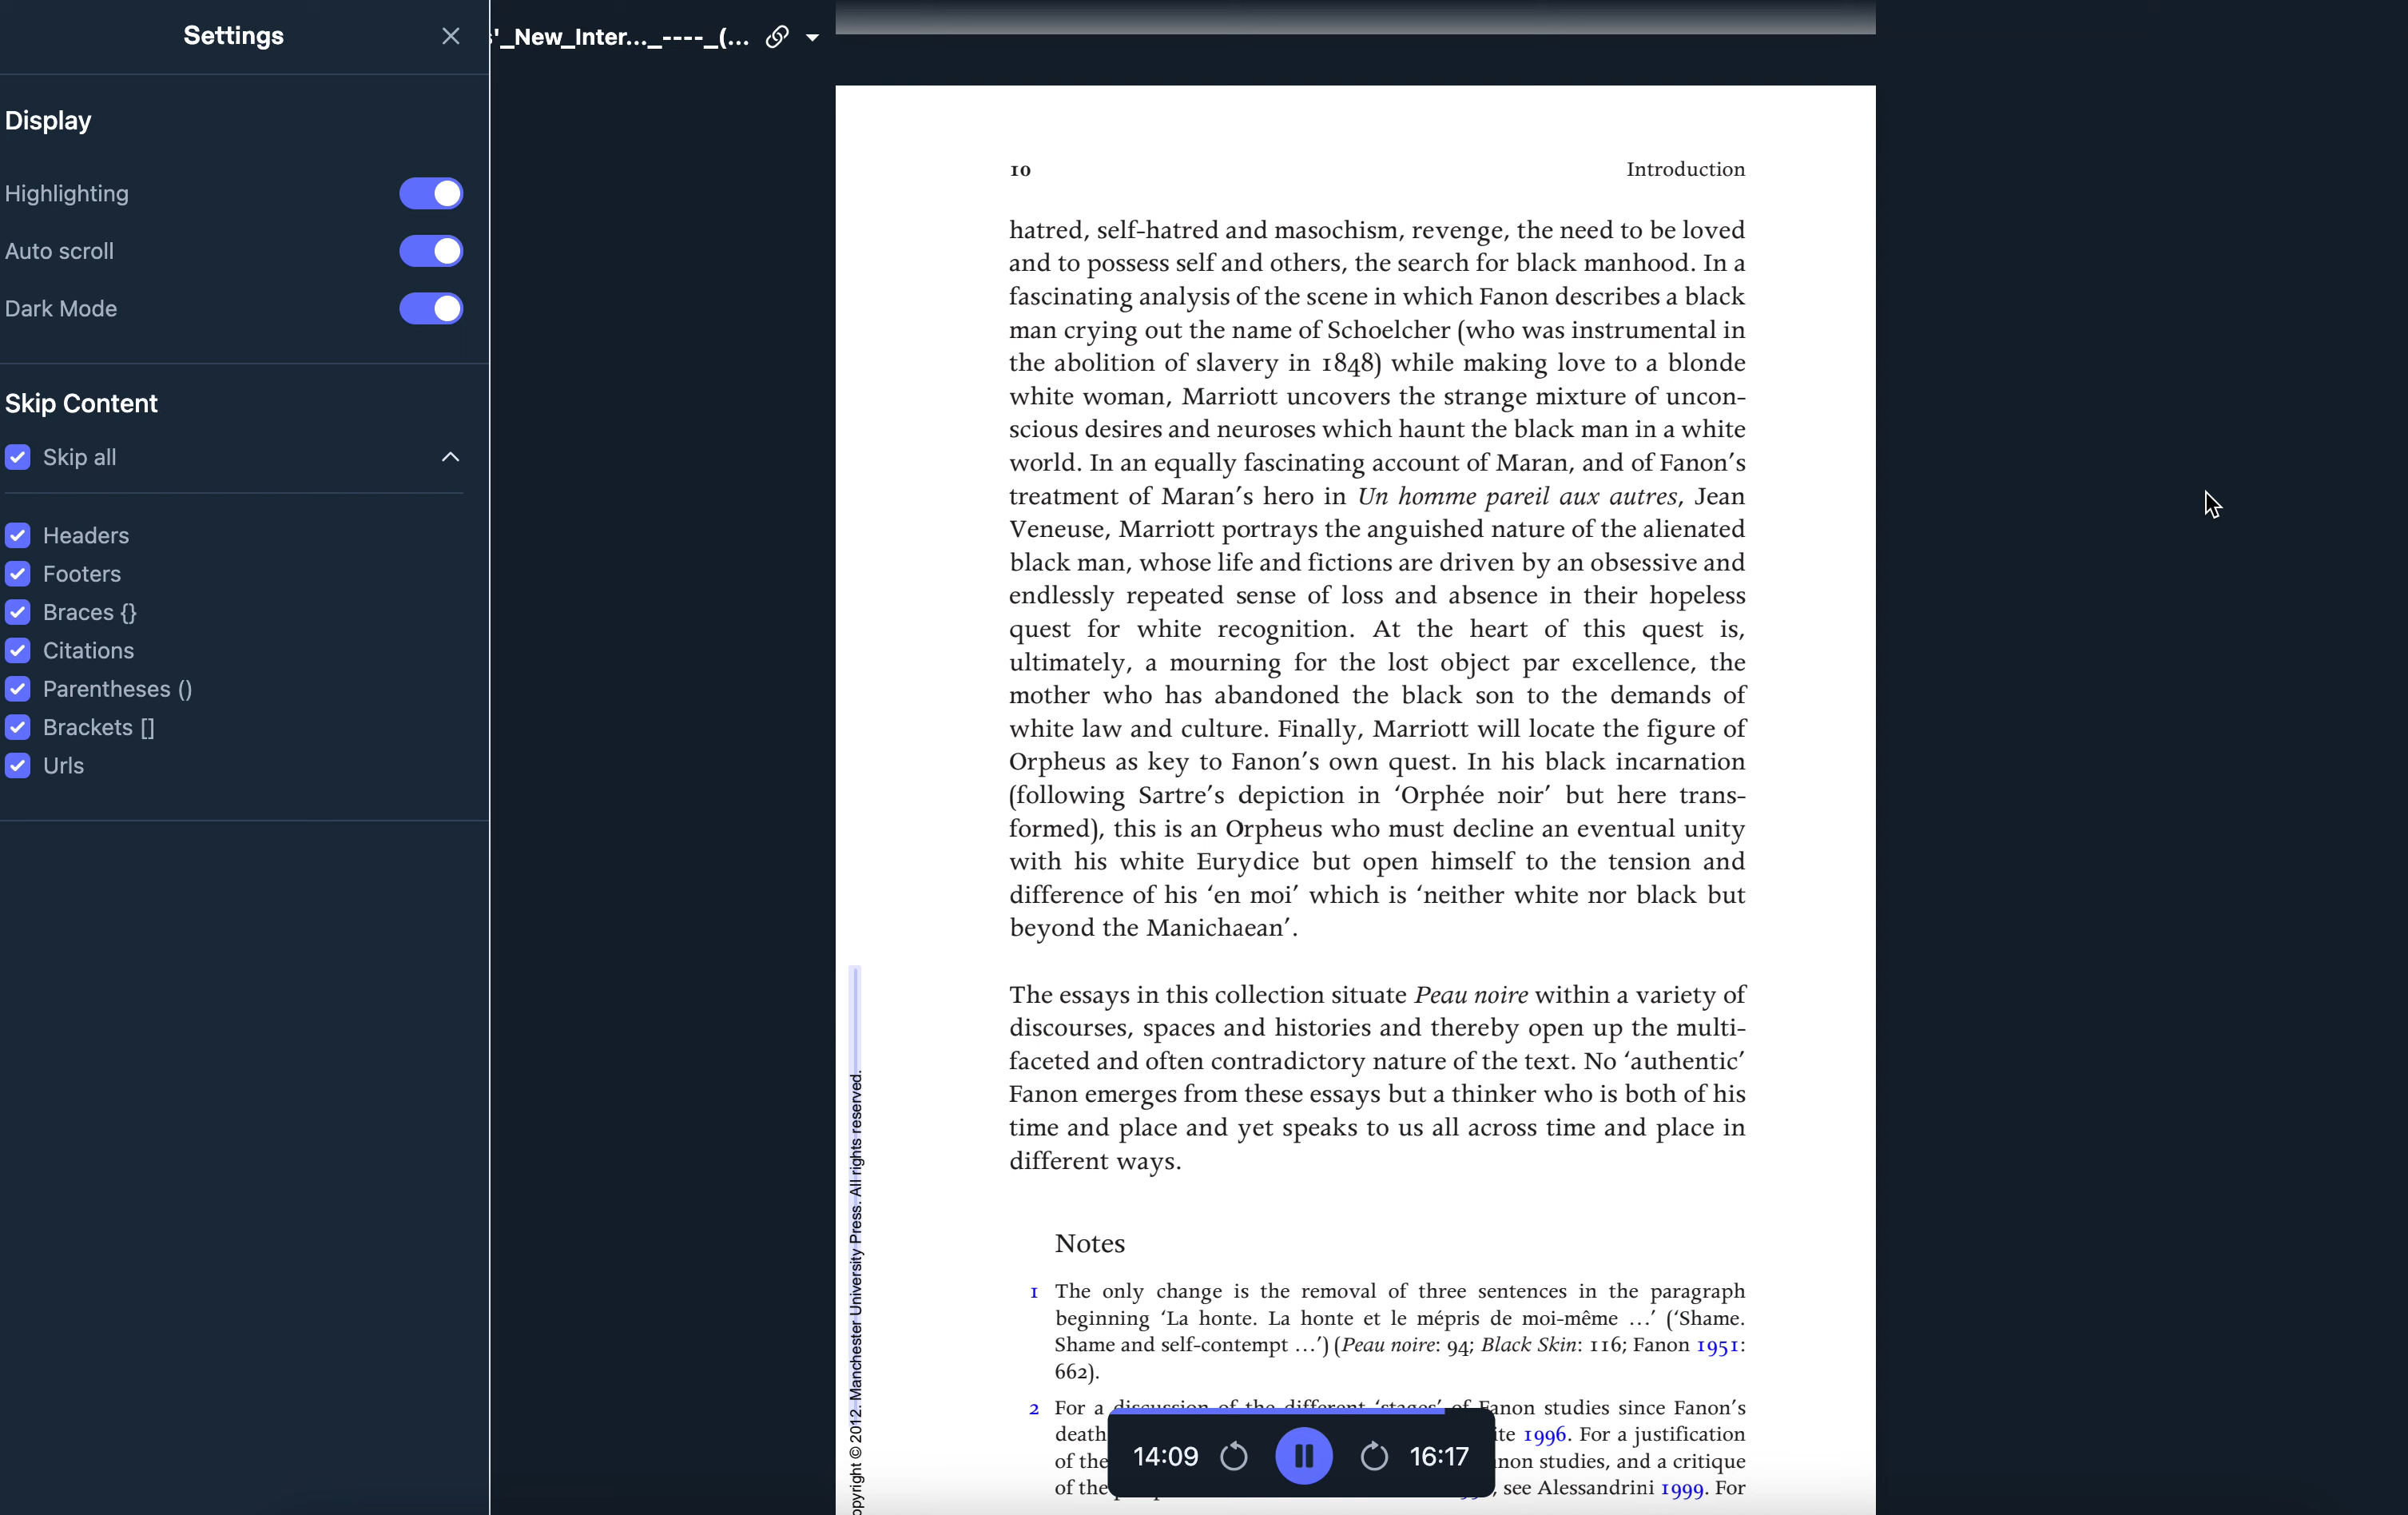 Settings
'_New_Inter..._----_(...
Display
Highlighting
Auto scroll
Dark Mode
Skip Content
Skip all
Headers
Footers
Braces {}
Citations
Parentheses ()
Brackets []
Urls
10 Introduction
hatred, self-hatred and masochism, revenge, the need to be loved
and to possess self and others, the search for black manhood. In a
fascinating analysis of the scene in which Fanon describes a black
man crying out the name of Schoelcher (who was instrumental in
the abolition of slavery in 1848) while making love to a blonde
white woman, Marriott uncovers the strange mixture of uncon-
scious desires and neuroses which haunt the black man in a white
world. In an equally fascinating account of Maran, and of Fanon's
treatment of Maran's hero in Un homme pareil aux autres, Jean
Veneuse, Marriott portrays the anguished nature of the alienated
black man, whose life and fictions are driven by an obsessive and
endlessly repeated sense of loss and absence in their hopeless
quest for white recognition. At the heart of this quest is,
ultimately, a mourning for the lost object par excellence, the
mother who has abandoned the black son to the demands of
white law and culture. Finally, Marriott will locate the figure of
Orpheus as key to Fanon's own quest. In his black incarnation
(following Sartre's depiction in 'Orphée noir' but here trans-
formed), this is an Orpheus who must decline an eventual unity
with his white Eurydice but open himself to the tension and
difference of his 'en moi' which is 'neither white nor black but
beyond the Manichaean'.
The essays in this collection situate Peau noire within a variety of
discourses, spaces and histories and thereby open up the multi-
faceted and often contradictory nature of the text. No 'authentic'
Fanon emerges from these essays but a thinker who is both of his
time and place and yet speaks to us all across time and place in
different ways.
Notes
1 The only change is the removal of three sentences in the paragraph
beginning 'La honte. La honte et le mépris de moi-même ...' ('Shame.
Shame and self-contempt ...') (Peau noire: 94; Black Skin: 116; Fanon 1951:
662).
2 For a discussion of the different 'stages' of Fanon studies since Fanon's
death 1996. For a justification
of the studies, and a critique
of the , see Alessandrini 1999. For
opyright © 2012. Manchester University Press. All rights reserved.
14:09 16:17